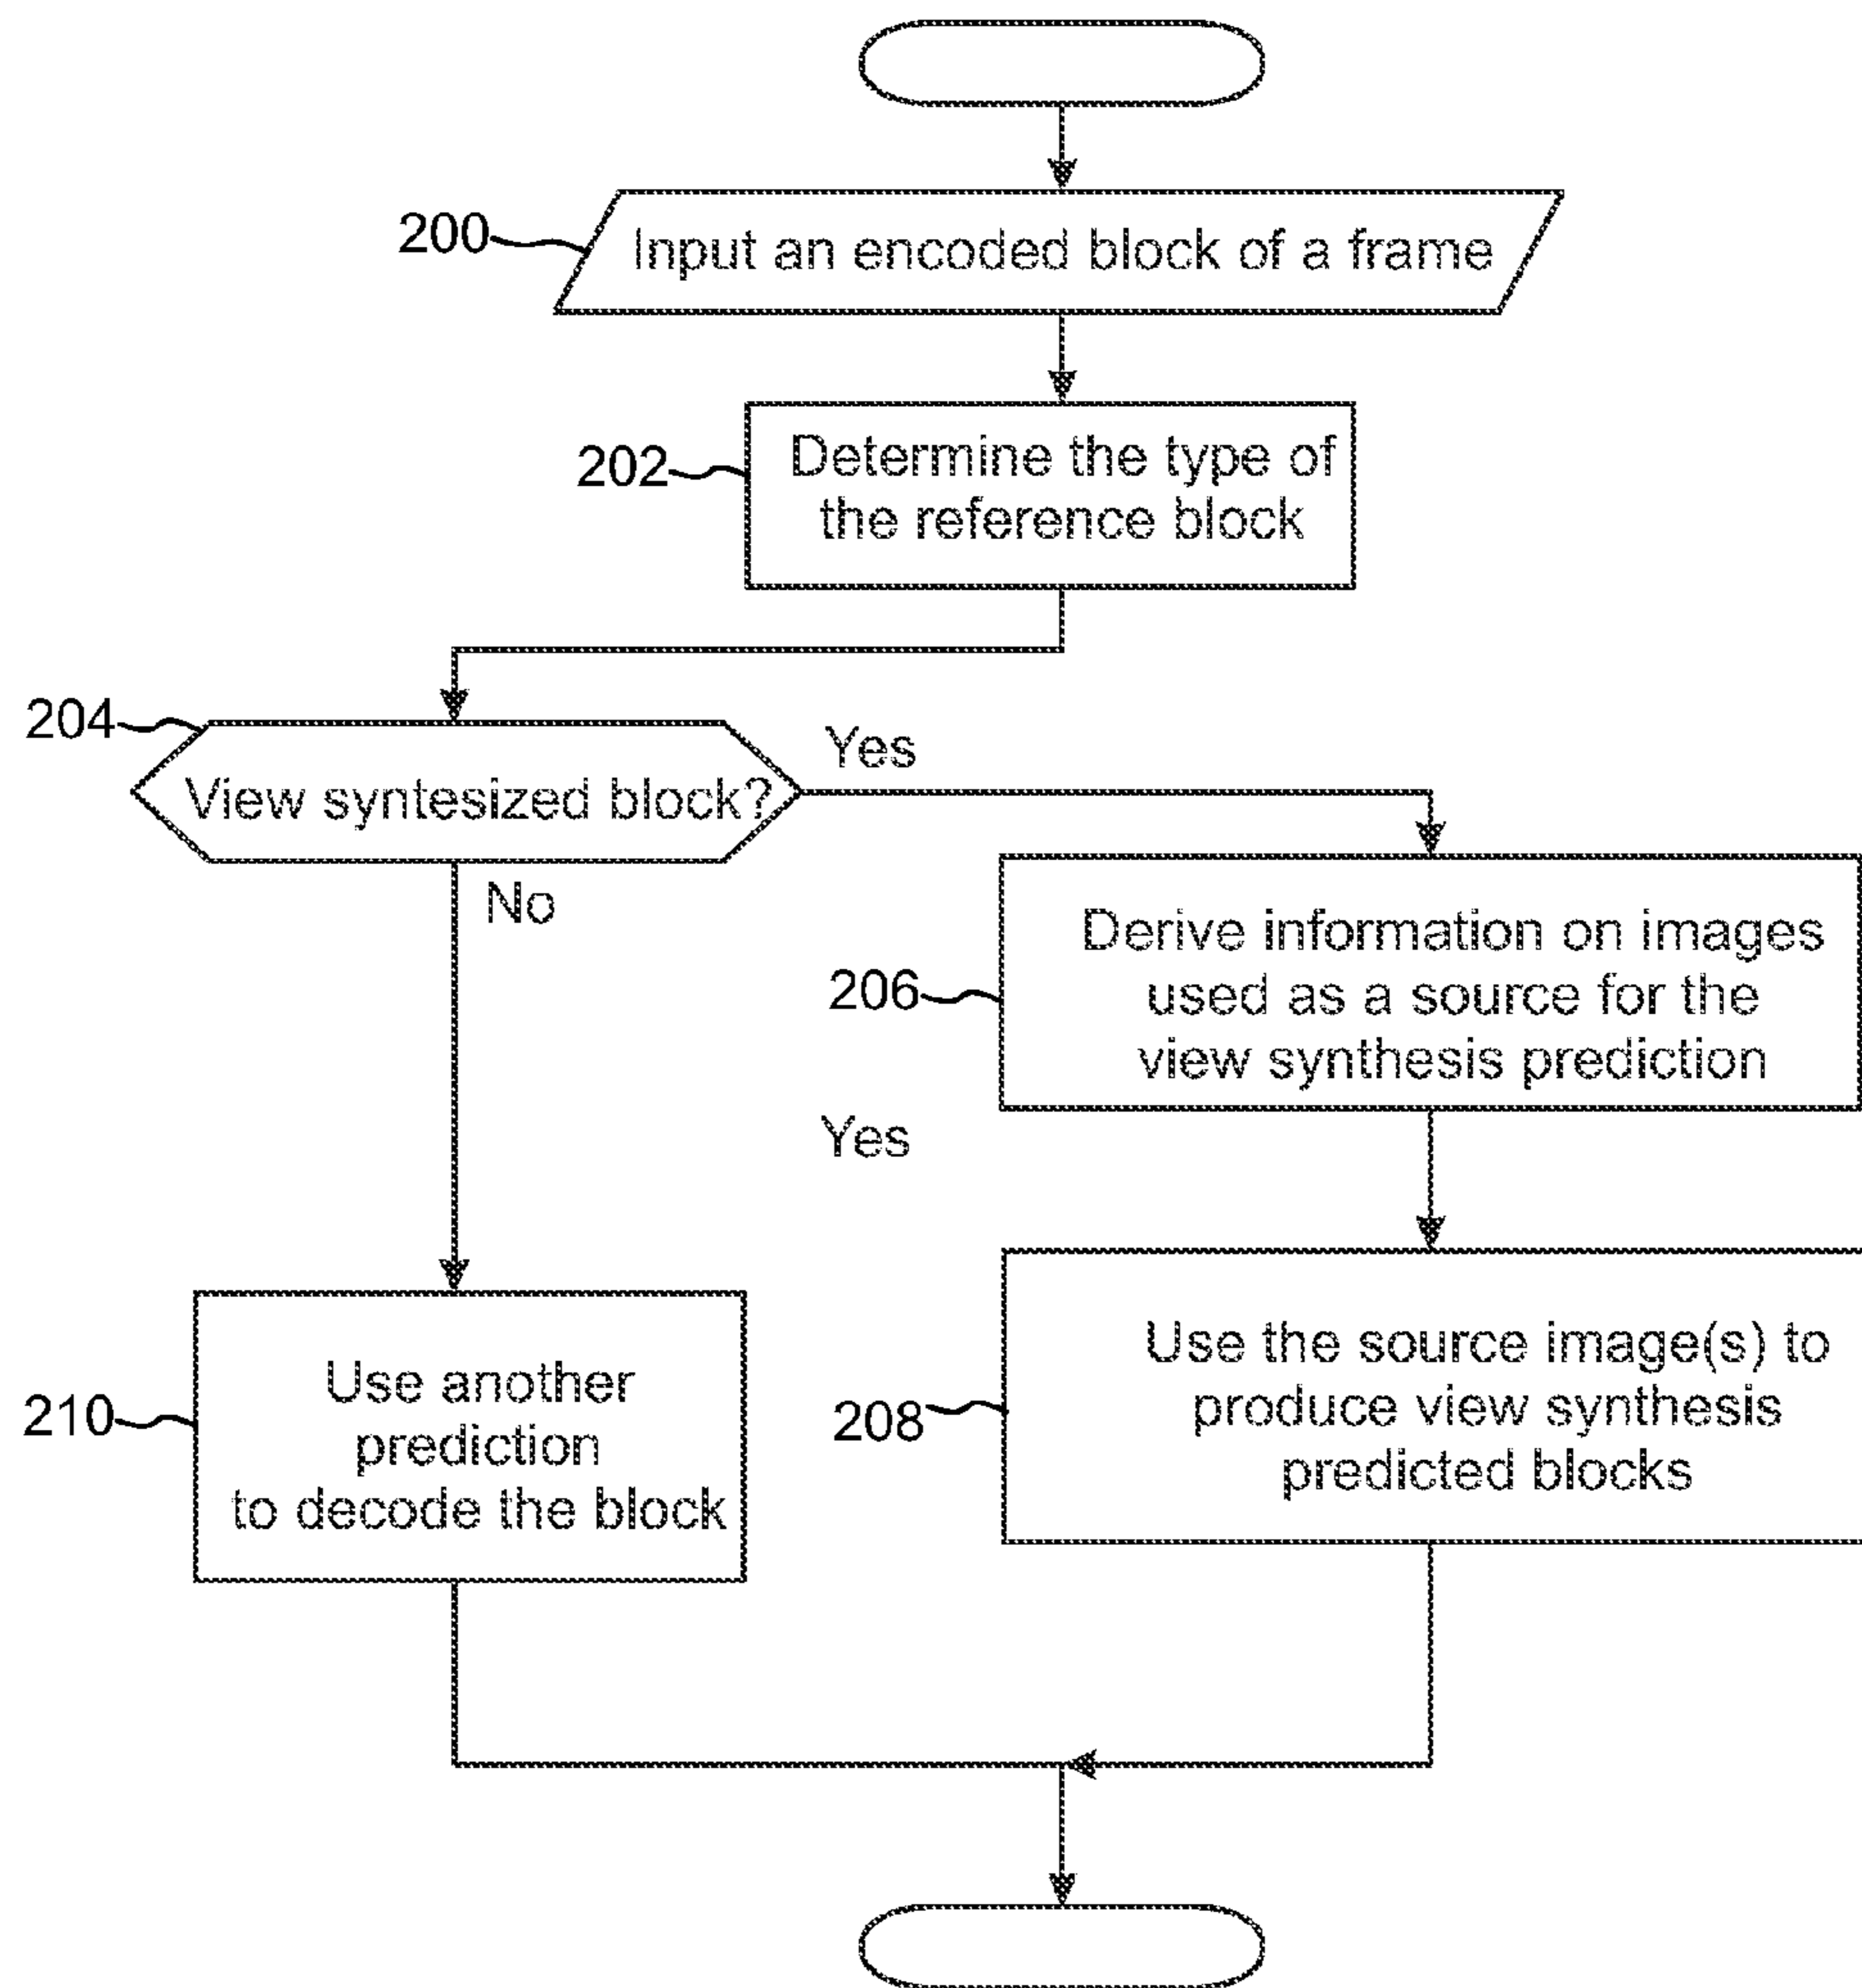 200
Input an encoded block of a frame
202
Determine the type of
the reference block
204
View syntesized block?
Yes
No
206
Derive information on images
used as a source for the
view synthesis prediction
Yes
208
Use the source image(s) to
produce view synthesis
predicted blocks
210
Use another
prediction
to decode the block